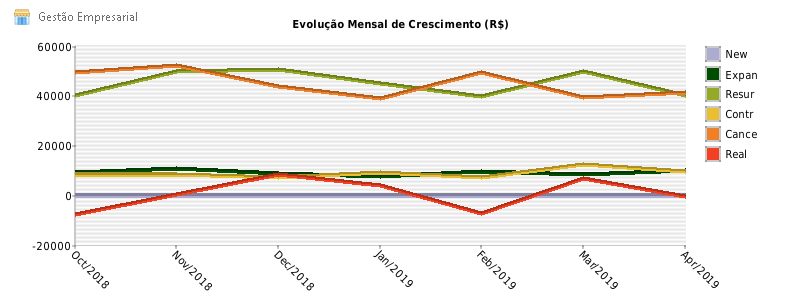 Gestão Empresarial
Evolução Mensal de Crescimento (R$)
60000
40000
20000
0
-20000
Oct/2018
Nov/2018
Dec/2018
Jan/2019
Feb/2019
Mar/2019
Apr/2019
New
Expan
Resur
Contr
Cance
Real